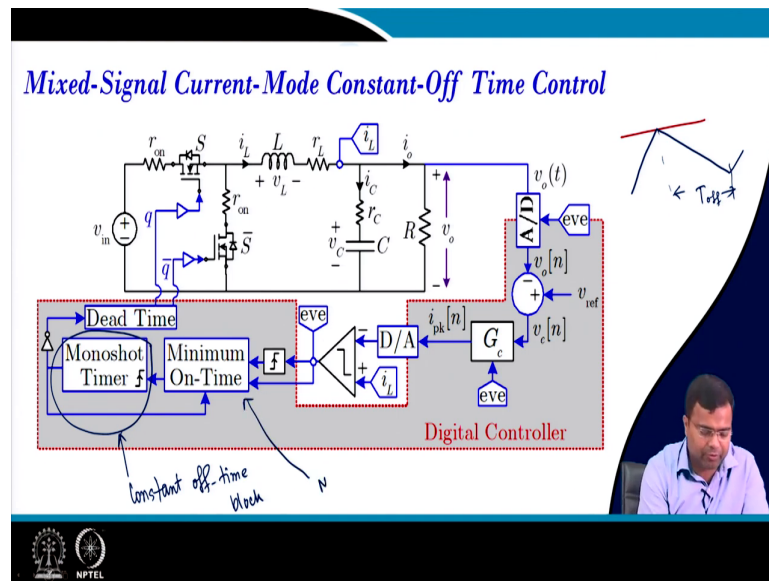 Mixed-Signal Current-Mode Constant-Off Time Control
r_on S i_L L r_L i_L i_o
+ v_L − i_C
v_o(t)
r_on
q
v_in
q̄ S̄
r_C
+ v_C − C
R
+ v_o −
A/D eve
v_o[n]
− + v_ref
v_c[n]
Dead Time
eve
i_pk[n]
Monoshot Timer
Minimum On-Time
− +
D/A
G_c
i_L
eve
Digital Controller
T_off
Constant off-time
block
N
NPTEL